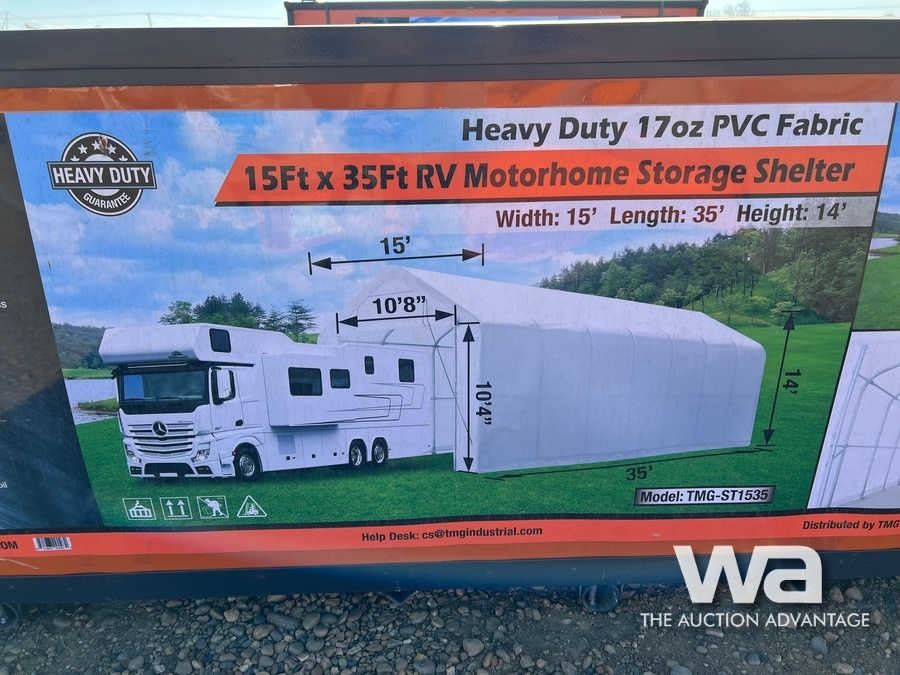 Heavy Duty 17oz PVC Fabric
HEAVY DUTY
GUARANTEE
15Ft x 35Ft RV Motorhome Storage Shelter
Width: 15' Length: 35' Height: 14'
15'
10'8"
10'4"
14'
35'
Model: TMG-ST1535
Help Desk: cs@tmgindustrial.com
Distributed by TMG
wa
THE AUCTION ADVANTAGE